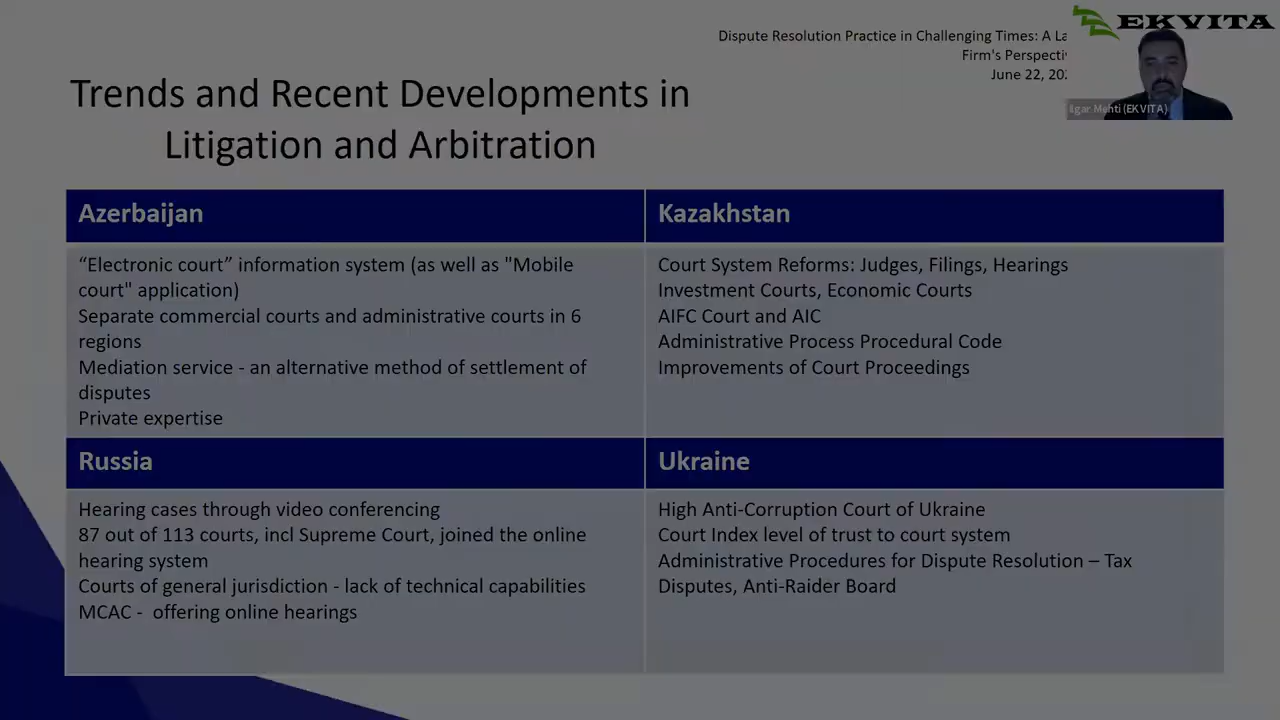 Dispute Resolution Practice in Challenging Times: A
Firm's
June 22,
EKVITA
Ilgar Mehti (EKVITA)
Trends and Recent Developments in
Litigation and Arbitration
Azerbaijan
“Electronic court” information system (as well as "Mobile
court" application)
Separate commercial courts and administrative courts in 6
regions
Mediation service - an alternative method of settlement of
disputes
Private expertise
Kazakhstan
Court System Reforms: Judges, Filings, Hearings
Investment Courts, Economic Courts
AIFC Court and AIC
Administrative Process Procedural Code
Improvements of Court Proceedings
Russia
Hearing cases through video conferencing
87 out of 113 courts, incl Supreme Court, joined the online
hearing system
Courts of general jurisdiction - lack of technical capabilities
MCAC -  offering online hearings
Ukraine
High Anti-Corruption Court of Ukraine
Court Index level of trust to court system
Administrative Procedures for Dispute Resolution – Tax
Disputes, Anti-Raider Board